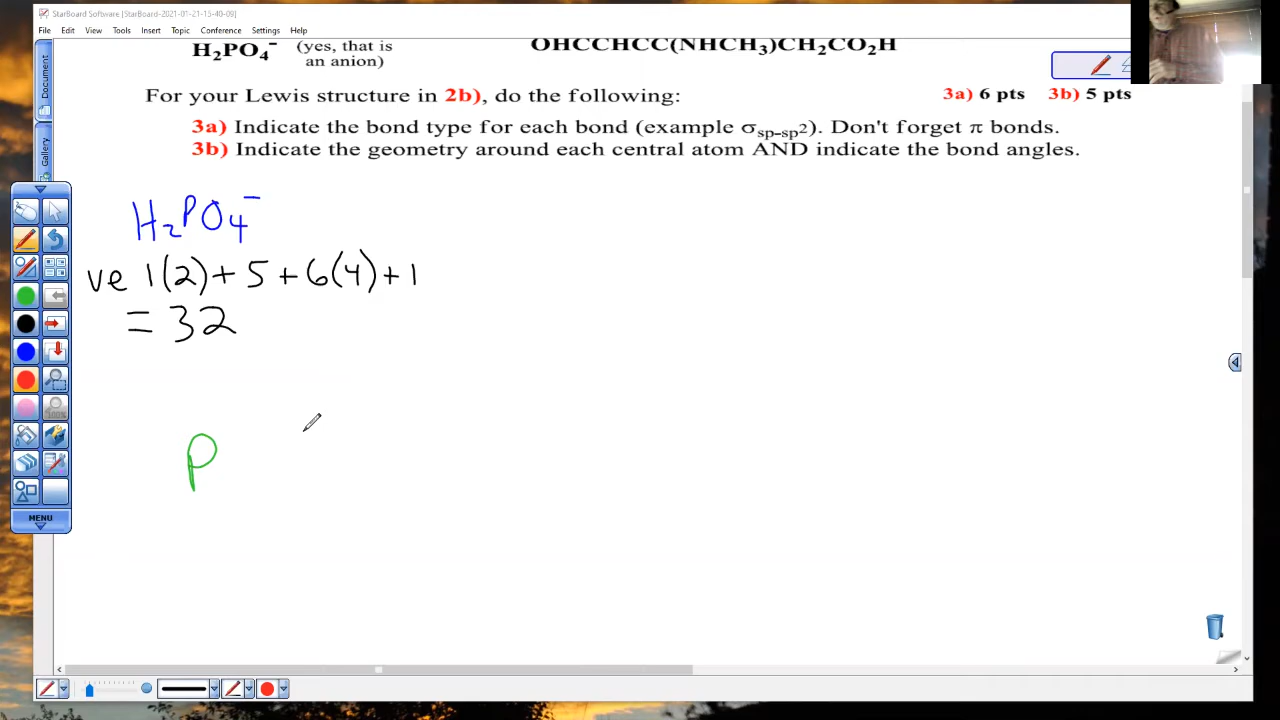 StarBoard Software [StarBoard-2021-01-21-13-40-09]
File Edit View Tools Insert Topic Conference Settings Help
H₂PO₄⁻ (yes, that is an anion) OHCCHCC(NHCH₃)CH₂CO₂H
For your Lewis structure in 2b), do the following: 3a) 6 pts 3b) 5 pts
3a) Indicate the bond type for each bond (example σsp-sp²). Don't forget π bonds.
3b) Indicate the geometry around each central atom AND indicate the bond angles.
Document
Gallery
H₂PO₄⁻
ve 1(2)+5+6(4)+1
= 32
P
100%
MENU